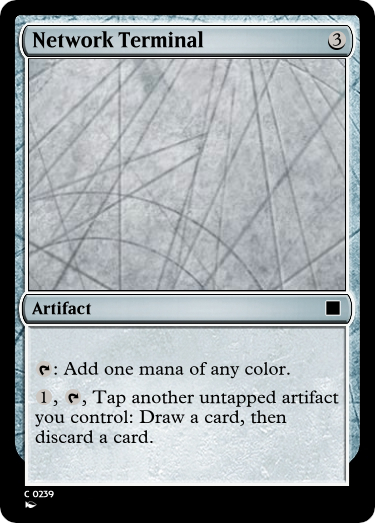 Network Terminal 3
Artifact
: Add one mana of any color.
1, , Tap another untapped artifact
you control: Draw a card, then
discard a card.
C 0239